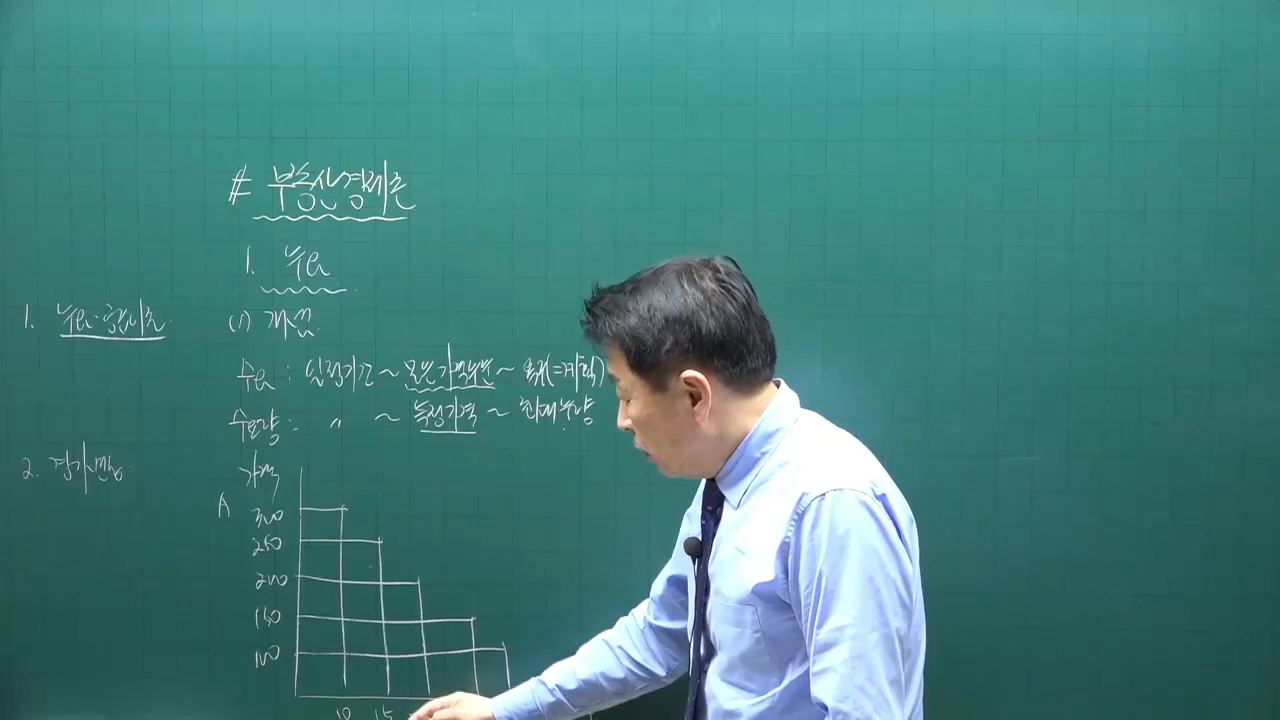 # 부동산경제론
1. 수요
1. 수요·공급이론
(1) 개념
수요 : 일정기간 ~ 모든가격수준 ~ 욕구(=계획)
수요량 : 〃 ~ 특정가격 ~ 최대수량
2. 경기변동
가격
A
300
250
200
150
100
10 15